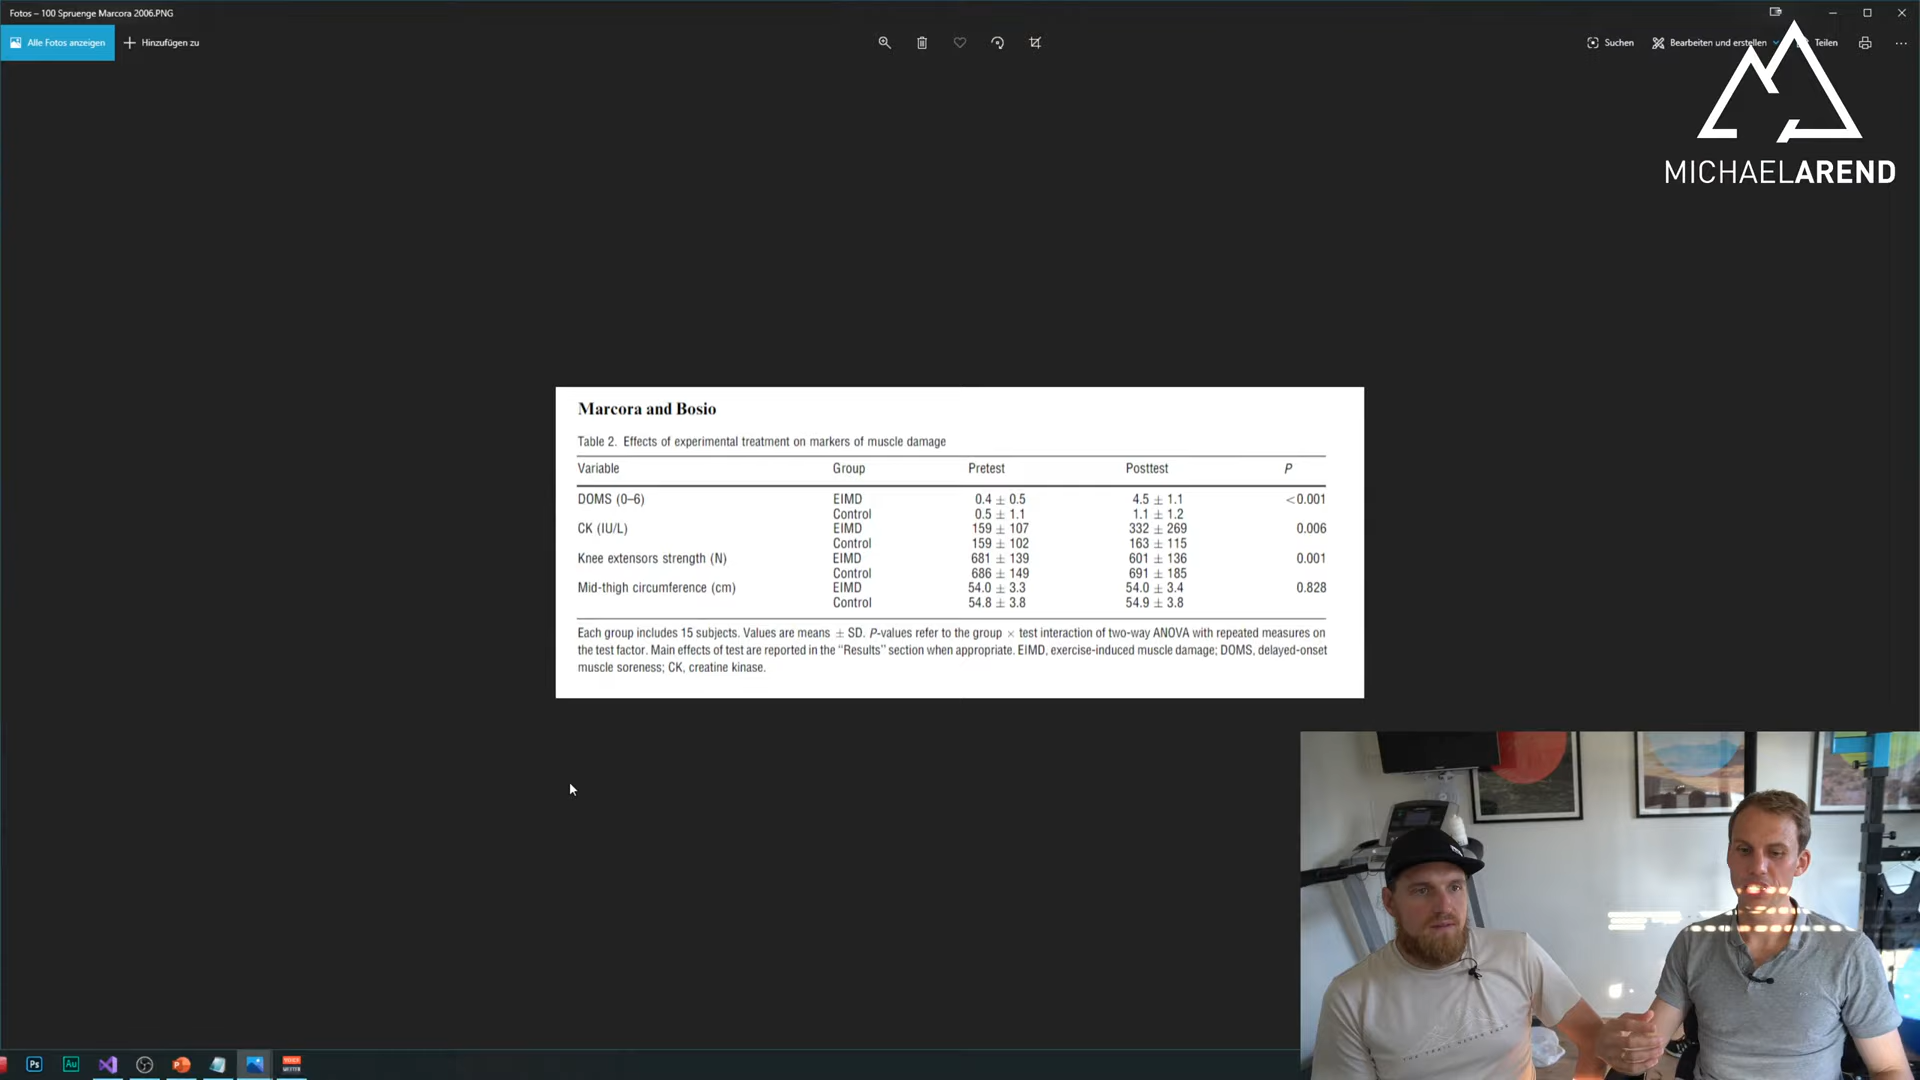 Fotos – 100 Spruenge Marcora 2006.PNG
Alle Fotos anzeigen
Hinzufügen zu
Suchen
Bearbeiten und erstellen
Teilen
MICHAELAREND
Marcora and Bosio
Table 2. Effects of experimental treatment on markers of muscle damage
Variable Group Pretest Posttest P
DOMS (0–6) EIMD 0.4 ± 0.5 4.5 ± 1.1 <0.001
Control 0.5 ± 1.1 1.1 ± 1.2
CK (IU/L) EIMD 159 ± 107 332 ± 269 0.006
Control 159 ± 102 163 ± 115
Knee extensors strength (N) EIMD 681 ± 139 601 ± 136 0.001
Control 686 ± 149 691 ± 185
Mid-thigh circumference (cm) EIMD 54.0 ± 3.3 54.0 ± 3.4 0.828
Control 54.8 ± 3.8 54.9 ± 3.8
Each group includes 15 subjects. Values are means ± SD. P-values refer to the group × test interaction of two-way ANOVA with repeated measures on
the test factor. Main effects of test are reported in the "Results" section when appropriate. EIMD, exercise-induced muscle damage; DOMS, delayed-onset
muscle soreness; CK, creatine kinase.
Ps
Au